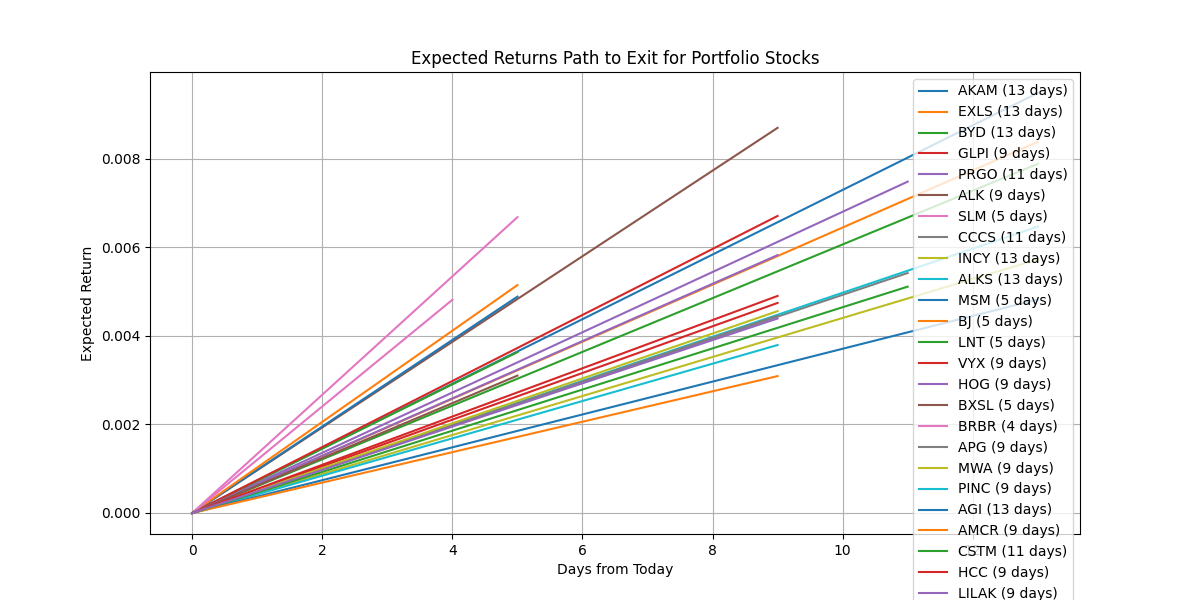 Expected Returns Path to Exit for Portfolio Stocks
Expected Return
0.008
0.006
0.004
0.002
0.000
0
2
4
6
8
10
Days from Today
AKAM (13 days)
EXLS (13 days)
BYD (13 days)
GLPI (9 days)
PRGO (11 days)
ALK (9 days)
SLM (5 days)
CCCS (11 days)
INCY (13 days)
ALKS (13 days)
MSM (5 days)
BJ (5 days)
LNT (5 days)
VYX (9 days)
HOG (9 days)
BXSL (5 days)
BRBR (4 days)
APG (9 days)
MWA (9 days)
PINC (9 days)
AGI (13 days)
AMCR (9 days)
CSTM (11 days)
HCC (9 days)
LILAK (9 days)